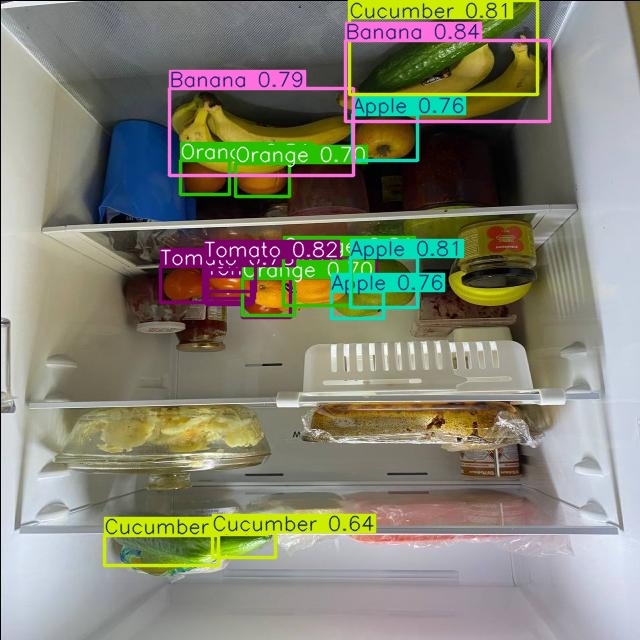 Cucumber 0.81
Banana 0.84
Banana 0.79
Apple 0.76
Orange 0.70
Tomato 0.82
Apple 0.81
Orange 0.70
Apple 0.76
Cucumber
Cucumber 0.64